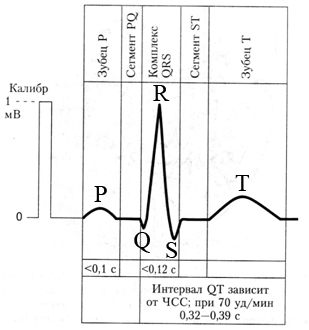 Зубец P
Сегмент PQ
Комплекс
QRS
Сегмент ST
Зубец T
Калибр
1
мВ
0
R
P
T
Q
S
<0,1 с
<0,12 с
Интервал QT зависит
от ЧСС; при 70 уд/мин
0,32—0,39 с